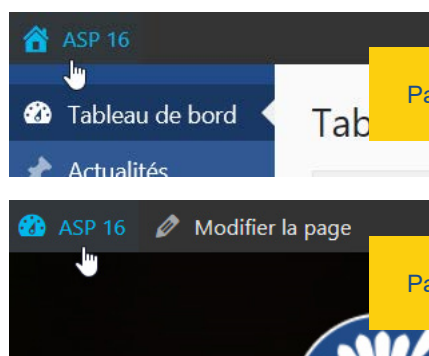 ASP 16
Tableau de bord
Tab
Pa
Actualités
ASP 16 Modifier la page
Pa